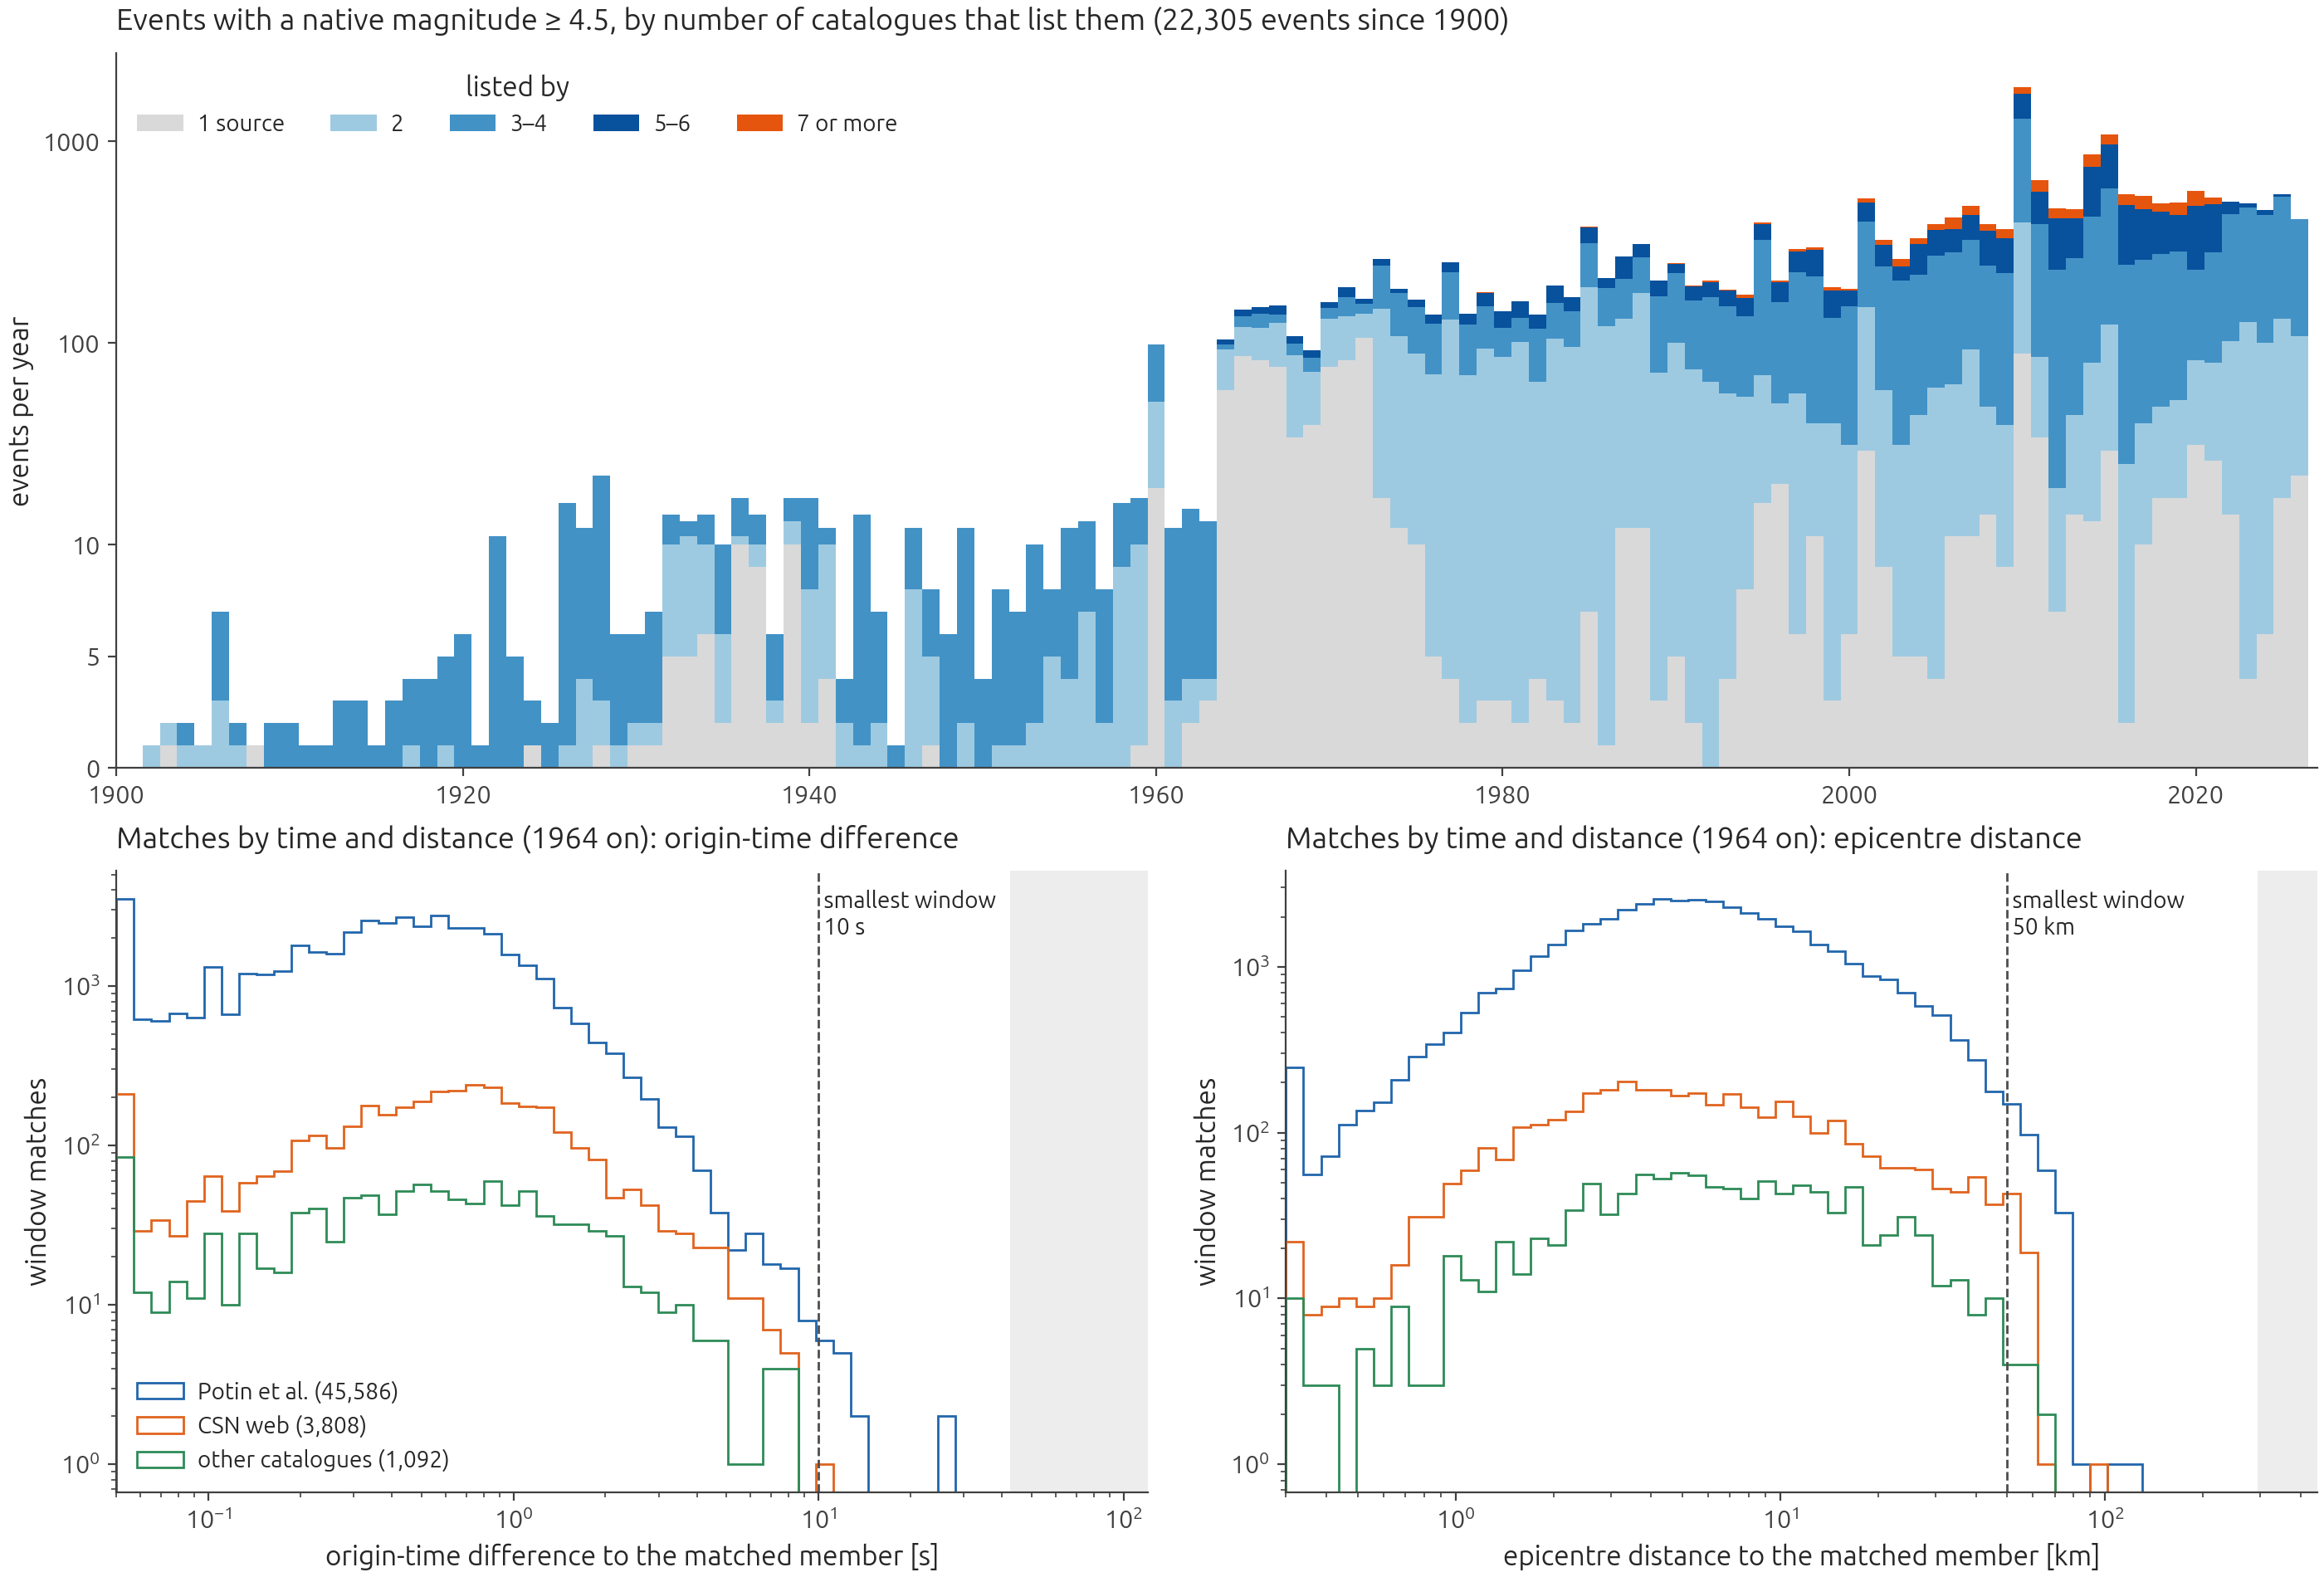 Events with a native magnitude ≥ 4.5, by number of catalogues that list them (22,305 events since 1900)
listed by
1 source 2 3–4 5–6 7 or more
events per year
1000
100
10
5
0
1900 1920 1940 1960 1980 2000 2020
Matches by time and distance (1964 on): origin-time difference
smallest window
10 s
window matches
10³
10²
10¹
10⁰
Potin et al. (45,586)
CSN web (3,808)
other catalogues (1,092)
10⁻¹ 10⁰ 10¹ 10²
origin-time difference to the matched member [s]
Matches by time and distance (1964 on): epicentre distance
smallest window
50 km
window matches
10³
10²
10¹
10⁰
10⁰ 10¹ 10²
epicentre distance to the matched member [km]